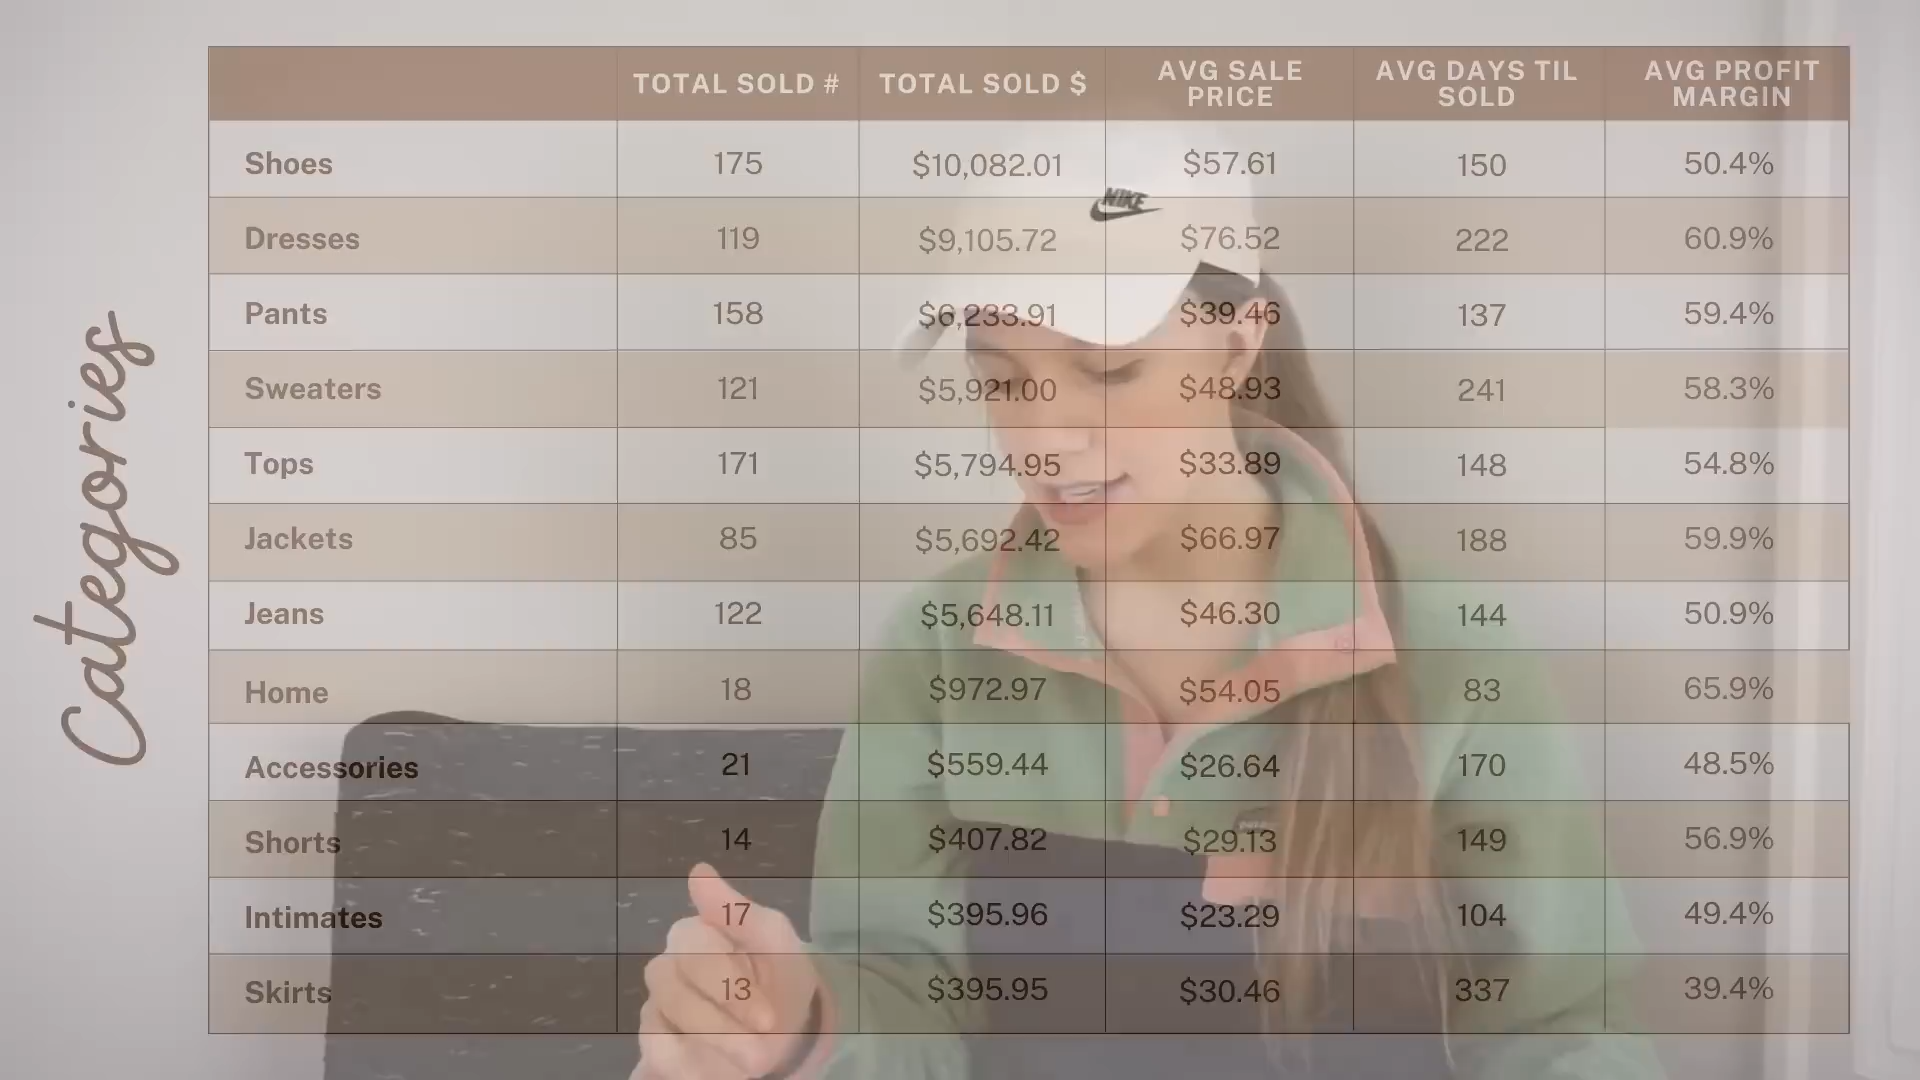 Categories
TOTAL SOLD # TOTAL SOLD $ AVG SALE PRICE AVG DAYS TIL SOLD AVG PROFIT MARGIN
Shoes 175 $10,082.01 $57.61 150 50.4%
Dresses 119 $9,105.72 $76.52 222 60.9%
Pants 158 $6,233.91 $39.46 137 59.4%
Sweaters 121 $5,921.00 $48.93 241 58.3%
Tops 171 $5,794.95 $33.89 148 54.8%
Jackets 85 $5,692.42 $66.97 188 59.9%
Jeans 122 $5,648.11 $46.30 144 50.9%
Home 18 $972.97 $54.05 83 65.9%
Accessories 21 $559.44 $26.64 170 48.5%
Shorts 14 $407.82 $29.13 149 56.9%
Intimates 17 $395.96 $23.29 104 49.4%
Skirts 13 $395.95 $30.46 337 39.4%
NIKE